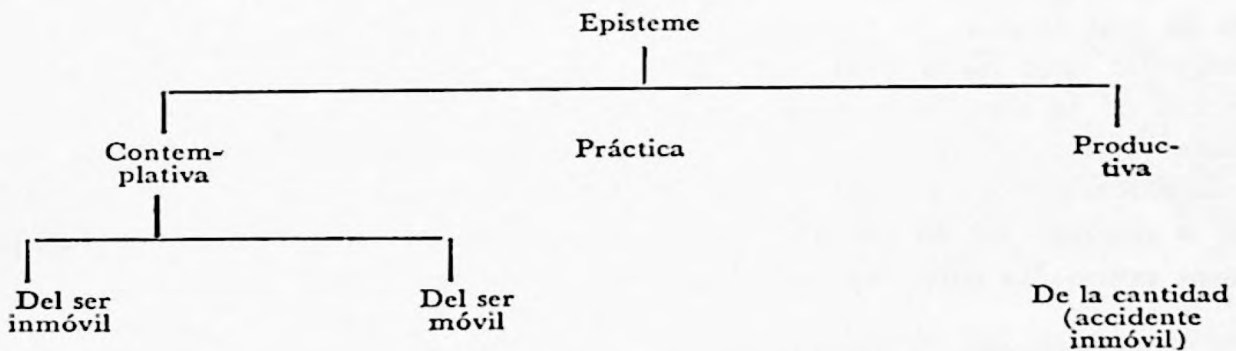 Episteme
Contem-
plativa
Práctica
Produc-
tiva
Del ser
inmóvil
Del ser
móvil
De la cantidad
(accidente
inmóvil)